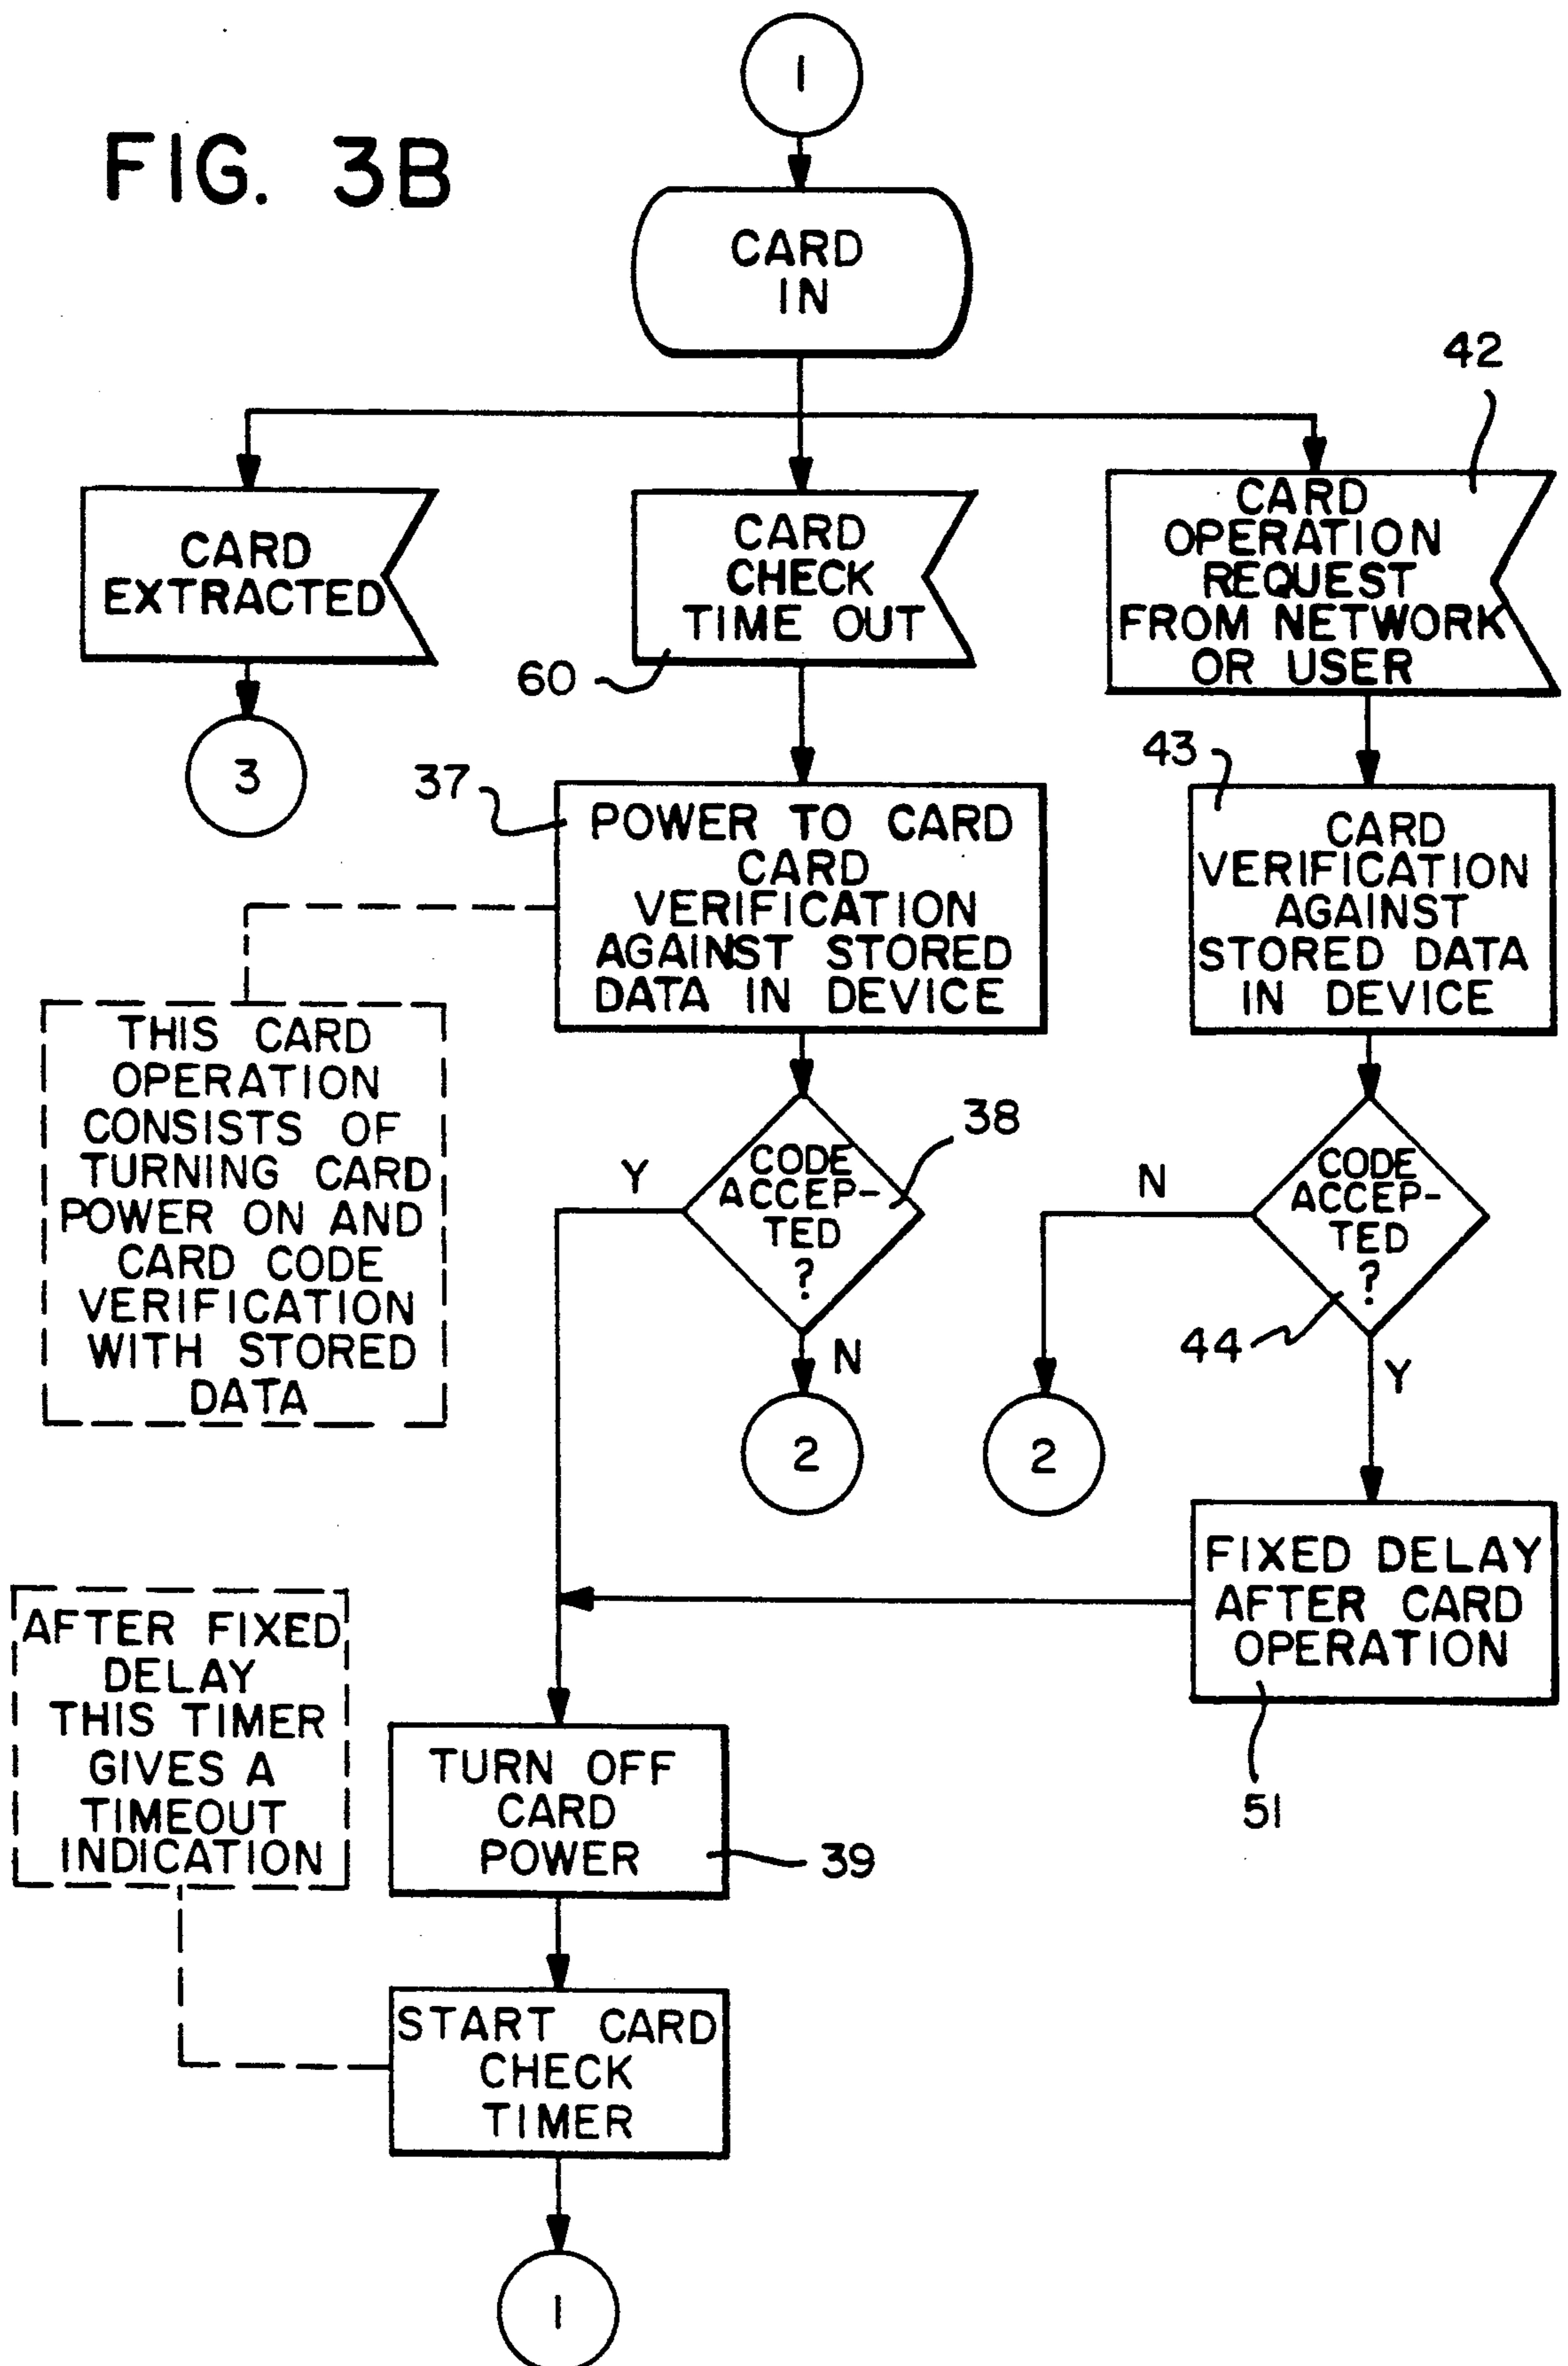 1
FIG. 3B
CARD
IN
42
CARD
EXTRACTED
3
CARD
CHECK
TIME OUT
60
CARD
OPERATION
REQUEST
FROM NETWORK
OR USER
37
POWER TO CARD
CARD
VERIFICATION
AGAINST STORED
DATA IN DEVICE
43
CARD
VERIFICATION
AGAINST
STORED DATA
IN DEVICE
THIS CARD
OPERATION
CONSISTS OF
TURNING CARD
POWER ON AND
CARD CODE
VERIFICATION
WITH STORED
DATA
Y
CODE
ACCEP-
TED
?
38
N
2
N
CODE
ACCEP-
TED
?
44
Y
2
FIXED DELAY
AFTER CARD
OPERATION
51
AFTER FIXED
DELAY
THIS TIMER
GIVES A
TIMEOUT
INDICATION
TURN OFF
CARD
POWER
39
START CARD
CHECK
TIMER
1